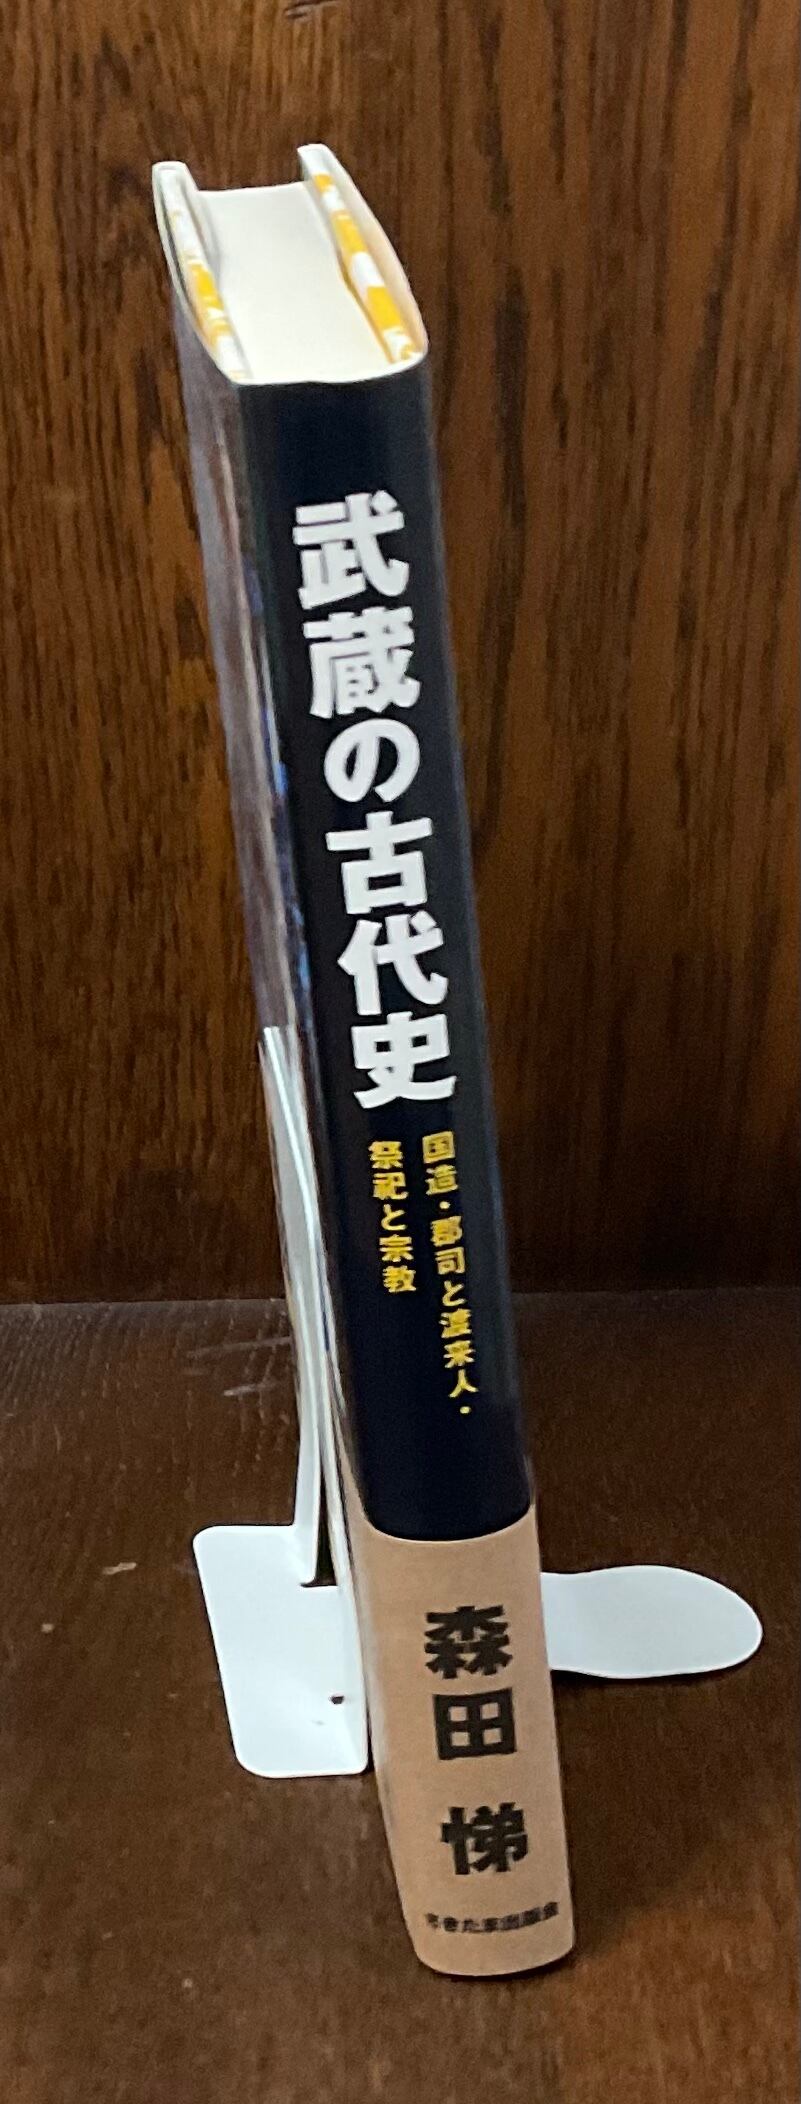 武蔵の古代史
国造・郡司と渡来人・
祭祀と宗教
森田 悌
さきたま出版会